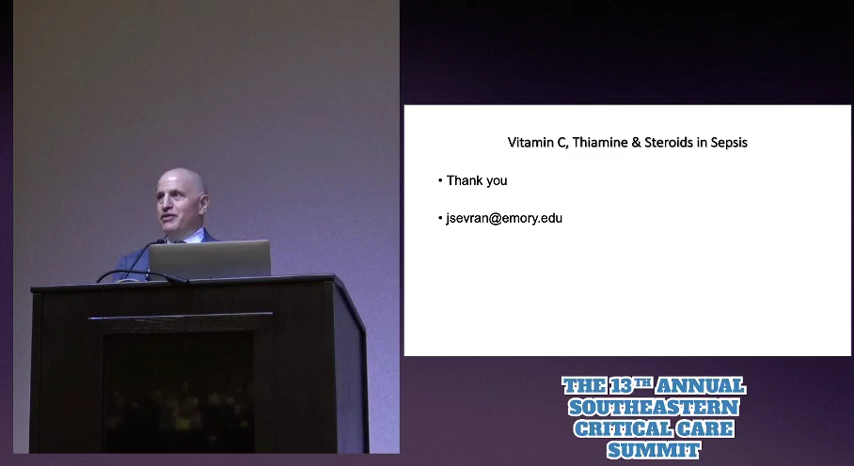 Vitamin C, Thiamine & Steroids in Sepsis
• Thank you
• jsevran@emory.edu
THE 13TH ANNUAL
SOUTHEASTERN
CRITICAL CARE
SUMMIT